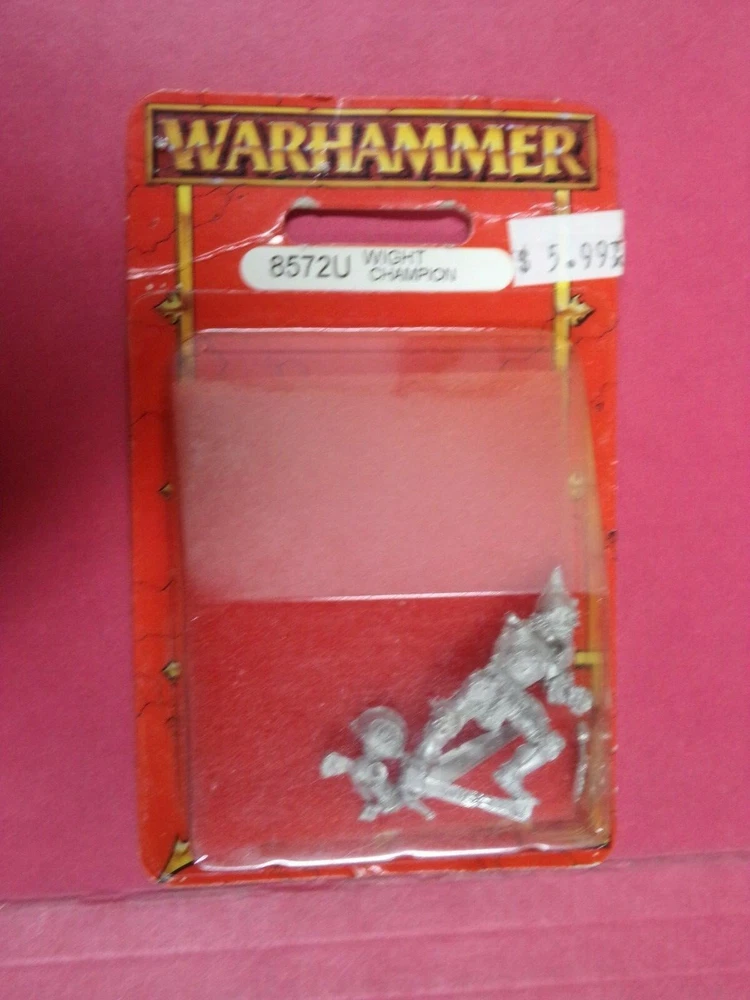 WARHAMMER
8572U WIGHT
CHAMPION
$ 5.99